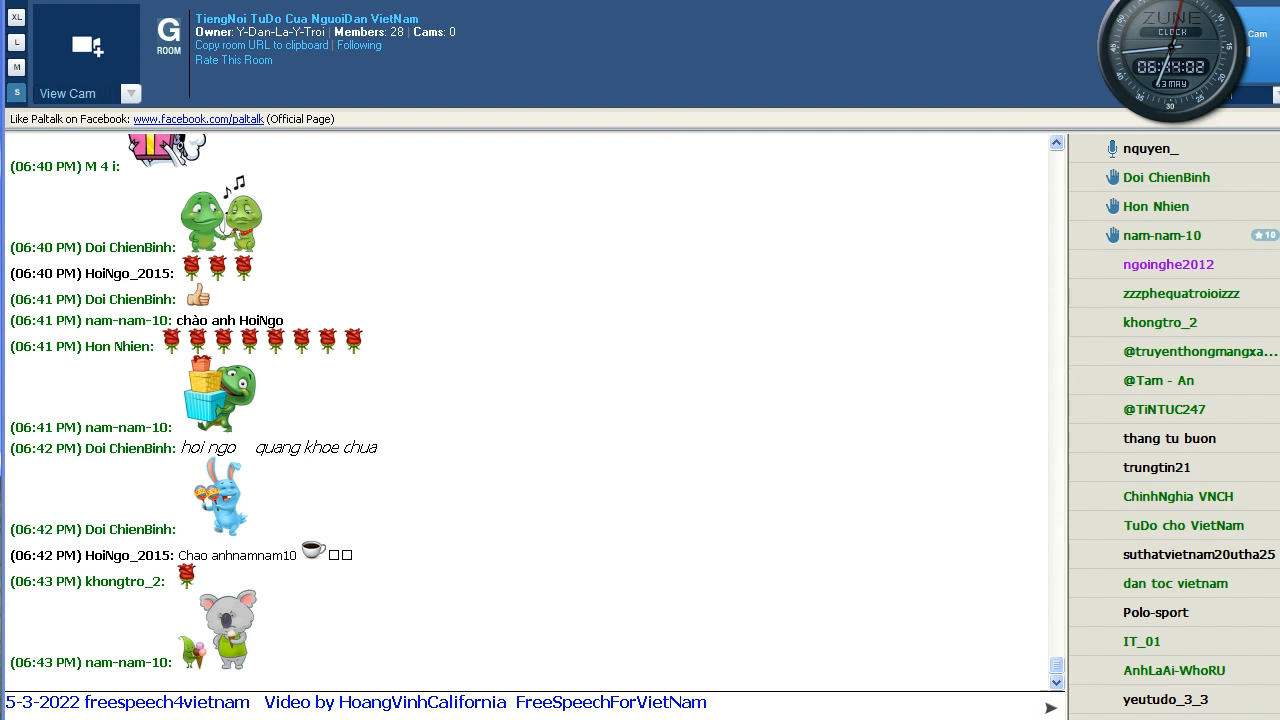 XL
L
M
S
View Cam
G
ROOM
TiengNoi TuDo Cua NguoiDan VietNam
Owner: Y-Dan-La-Y-Troi | Members: 28 | Cams: 0
Copy room URL to clipboard | Following
Rate This Room
ZUNE
CLOCK
Cam
Like Paltalk on Facebook: www.facebook.com/paltalk (Official Page)
(06:40 PM) M 4 i:
(06:40 PM) Doi ChienBinh:
(06:40 PM) HoiNgo_2015:
(06:41 PM) Doi ChienBinh:
(06:41 PM) nam-nam-10: chào anh HoiNgo
(06:41 PM) Hon Nhien:
(06:41 PM) nam-nam-10:
(06:42 PM) Doi ChienBinh: hoi ngo quang khoe chua
(06:42 PM) Doi ChienBinh:
(06:42 PM) HoiNgo_2015: Chao anhnamnam10
(06:43 PM) khongtro_2:
(06:43 PM) nam-nam-10:
nquyen_
Doi ChienBinh
Hon Nhien
nam-nam-10 10
ngoinghe2012
zzzphequatroioizzz
khongtro_2
@truyenthongmangxa...
@Tam - An
@TiNTUC247
thang tu buon
trungtin21
ChinhNghia VNCH
TuDo cho VietNam
suthatvietnam20utha25
dan toc vietnam
Polo-sport
IT_01
AnhLaAi-WhoRU
yeutudo_3_3
5-3-2022 freespeech4vietnam Video by HoangVinhCalifornia FreeSpeechForVietNam